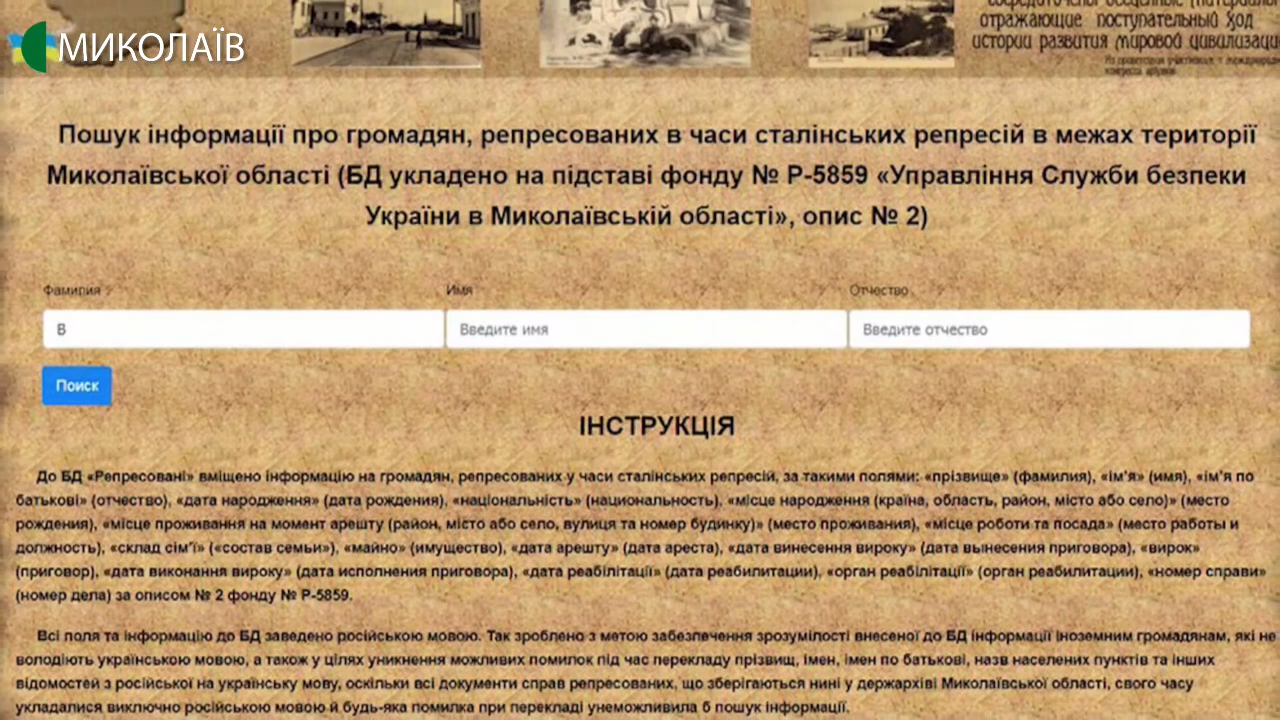 МИКОЛАЇВ
отражающие поступательный ход
истории развития мировой цивилизации
Пошук інформації про громадян, репресованих в часи сталінських репресій в межах території
Миколаївської області (БД укладено на підставі фонду № Р-5859 «Управління Служби безпеки
України в Миколаївській області», опис № 2)
Фамилия Имя Отчество
В Введите имя Введите отчество
Поиск
ІНСТРУКЦІЯ
До БД «Репресовані» вміщено інформацію на громадян, репресованих у часи сталінських репресій, за такими полями: «прізвище» (фамилия), «ім’я» (имя), «ім’я по
батькові» (отчество), «дата народження» (дата рождения), «національність» (национальность), «місце народження (країна, область, район, місто або село)» (место
рождения), «місце проживання на момент арешту (район, місто або село, вулиця та номер будинку)» (место проживания), «місце роботи та посада» (место работы и
должность), «склад сім’ї» («состав семьи»), «майно» (имущество), «дата арешту» (дата ареста), «дата винесення вироку» (дата вынесения приговора), «вирок»
(приговор), «дата виконання вироку» (дата исполнения приговора), «дата реабілітації» (дата реабилитации), «орган реабілітації» (орган реабилитации), «номер справи»
(номер дела) за описом № 2 фонду № Р-5859.
Всі поля та інформацію до БД заведено російською мовою. Так зроблено з метою забезпечення зрозумілості внесеної до БД інформації іноземним громадянам, які не
володіють українською мовою, а також у цілях уникнення можливих помилок під час перекладу прізвищ, імен, імен по батькові, назв населених пунктів та інших
відомостей з російської на українську мову, оскільки всі документи справ репресованих, що зберігаються нині у держархіві Миколаївської області, свого часу
укладалися виключно російською мовою й будь-яка помилка при перекладі унеможливила б пошук інформації.